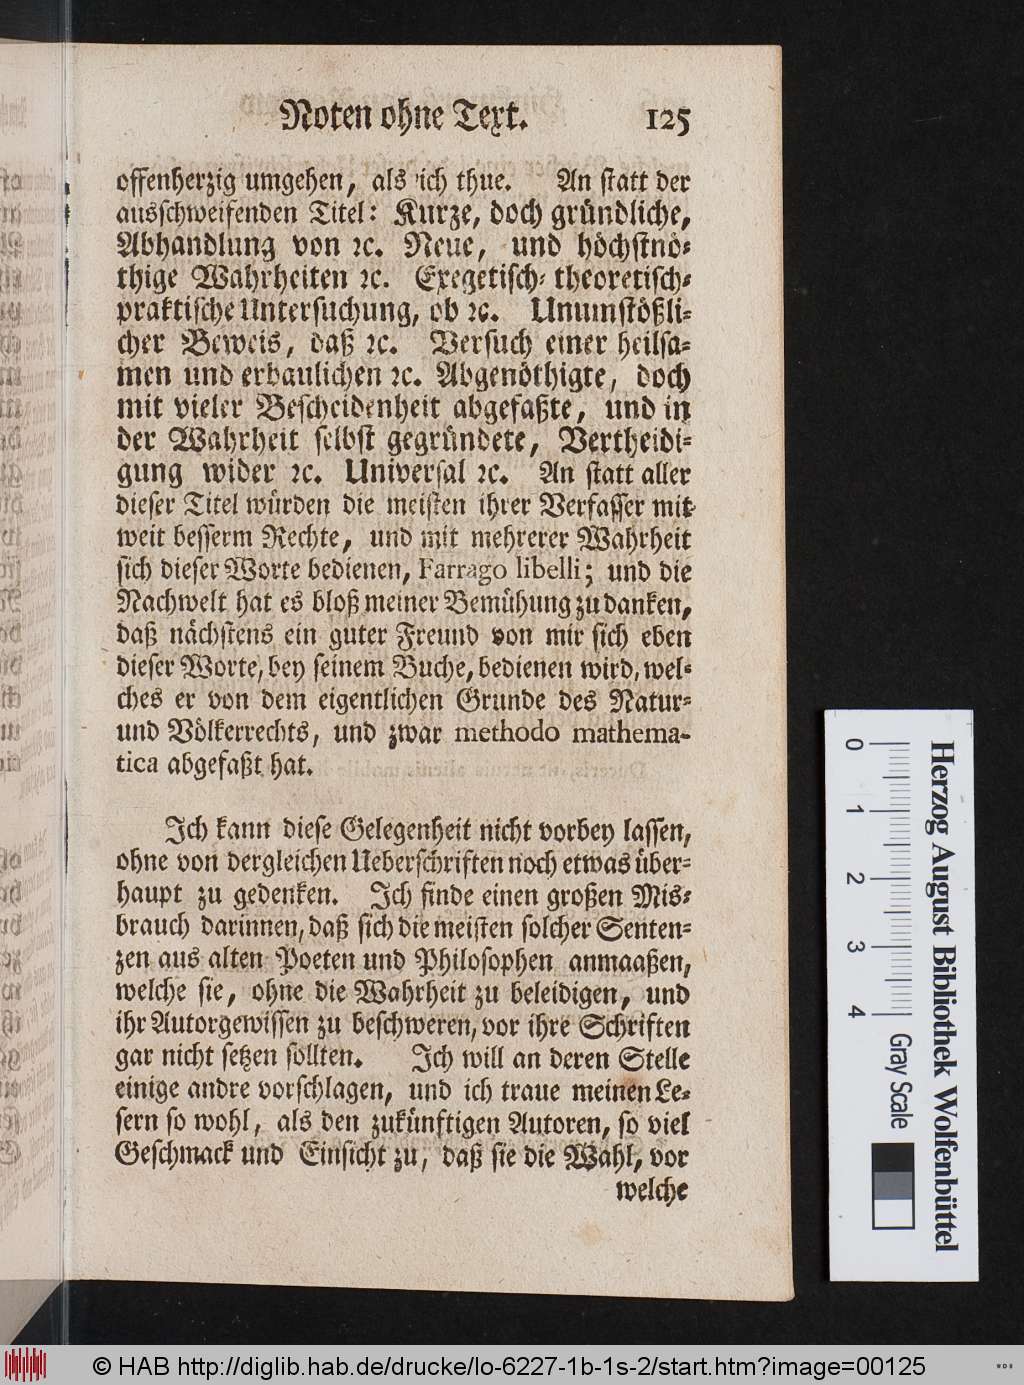 Noten ohne Text. 125
offenherzig umgehen, als ich thue. An statt der
ausschweifenden Titel: Kurze, doch gründliche,
Abhandlung von ꝛc. Neue, und höchstnö-
thige Wahrheiten ꝛc. Exegetisch- theoretisch-
praktische Untersuchung, ob ꝛc. Unumstößli-
cher Beweis, daß ꝛc. Versuch einer heilsa-
men und erbaulichen ꝛc. Abgenöthigte, doch
mit vieler Bescheidenheit abgefaßte, und in
der Wahrheit selbst gegründete, Vertheidi-
gung wider ꝛc. Universal ꝛc. An statt aller
dieser Titel würden die meisten ihrer Verfasser mit
weit besserm Rechte, und mit mehrerer Wahrheit
sich dieser Worte bedienen, Farrago libelli; und die
Nachwelt hat es bloß meiner Bemühung zu danken,
daß nächstens ein guter Freund von mir sich eben
dieser Worte, bey seinem Buche, bedienen wird, wel-
ches er von dem eigentlichen Grunde des Natur-
und Völkerrechts, und zwar methodo mathema-
tica abgefaßt hat.
Ich kann diese Gelegenheit nicht vorbey lassen,
ohne von dergleichen Ueberschriften noch etwas über-
haupt zu gedenken. Ich finde einen großen Mis-
brauch darinnen, daß sich die meisten solcher Senten-
zen aus alten Poeten und Philosophen anmaaßen,
welche sie, ohne die Wahrheit zu beleidigen, und
ihr Autorgewissen zu beschweren, vor ihre Schriften
gar nicht setzen sollten. Ich will an deren Stelle
einige andre vorschlagen, und ich traue meinen Le-
sern so wohl, als den zukünftigen Autoren, so viel
Geschmack und Einsicht zu, daß sie die Wahl, vor
welche
Herzog August Bibliothek Wolfenbüttel
0 1 2 3 4 Gray Scale
© HAB http://diglib.hab.de/drucke/lo-6227-1b-1s-2/start.htm?image=00125